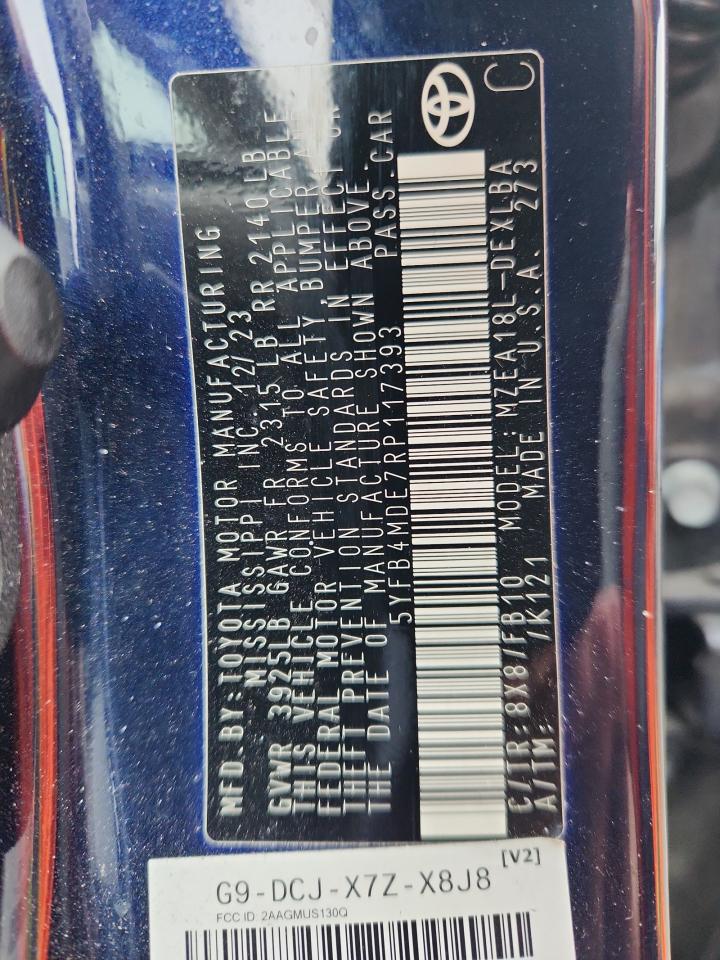 MFD.BY:TOYOTA MOTOR MANUFACTURING
MISSISSIPPI INC. 12/23
GVWR 3925LB GAWR FR 2315 LB RR 2140LB
THIS VEHICLE CONFORMS TO ALL APPLICABLE
FEDERAL MOTOR VEHICLE SAFETY, BUMPER AND
THEFT PREVENTION STANDARDS IN EFFECT ON
THE DATE OF MANUFACTURE SHOWN ABOVE
5YFB4MDE7RP117393 PASS.CAR
C/TR: 8X8/FB10 MODEL: MZEA18L-DEXLBA
A/TM: /K121 MADE IN U.S.A. 273
C
[V2]
G9-DCJ-X7Z-X8J8
FCC ID 2AAGMUS130Q